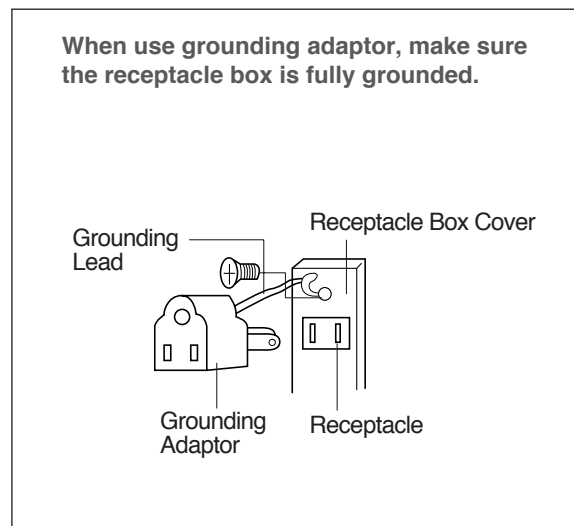 When use grounding adaptor, make sure
the receptacle box is fully grounded.
Receptacle Box Cover
Grounding
Lead
Grounding
Adaptor
Receptacle